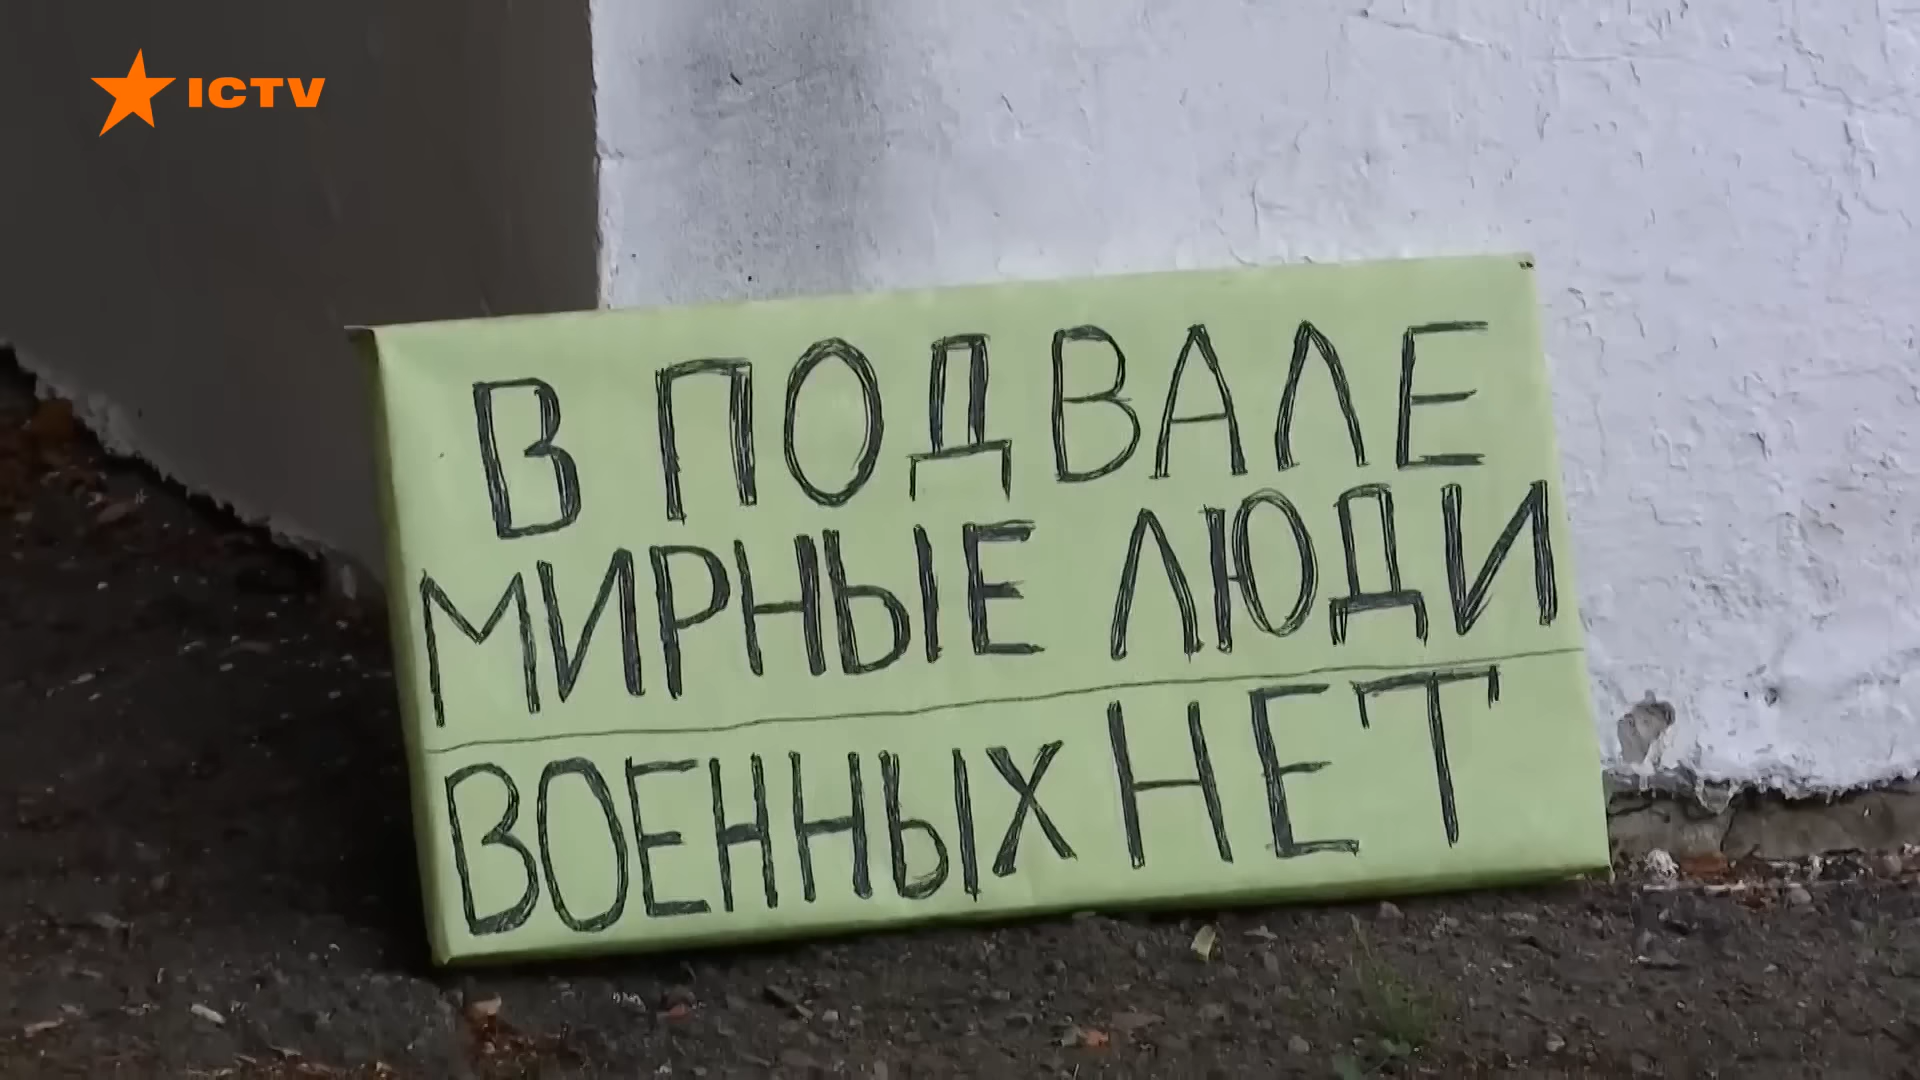 ICTV
В ПОДВАЛЕ
МИРНЫЕ ЛЮДИ
ВОЕННЫХ НЕТ